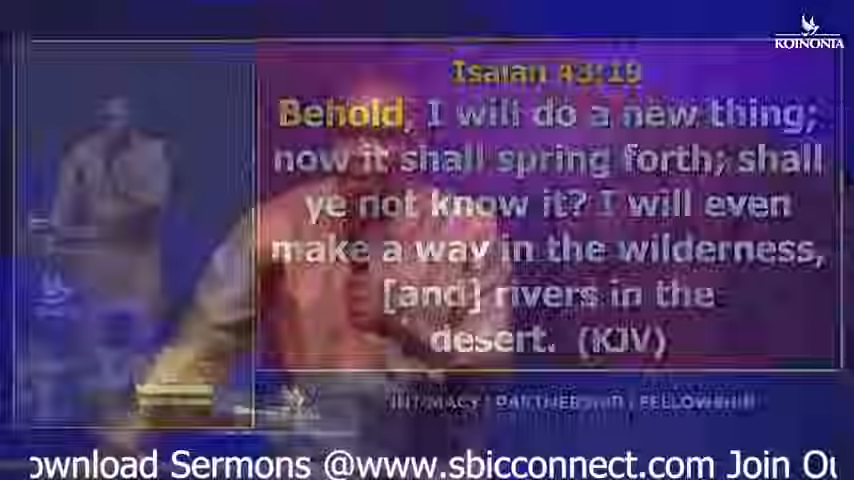 KOINONIA
Isaiah 43:19
Behold, I will do a new thing;
now it shall spring forth; shall
ye not know it? I will even
make a way in the wilderness,
[and] rivers in the
desert. (KJV)
INTIMACY | PARTNERSHIP | FELLOWSHIP
ownload Sermons @www.sbicconnect.com Join Ou